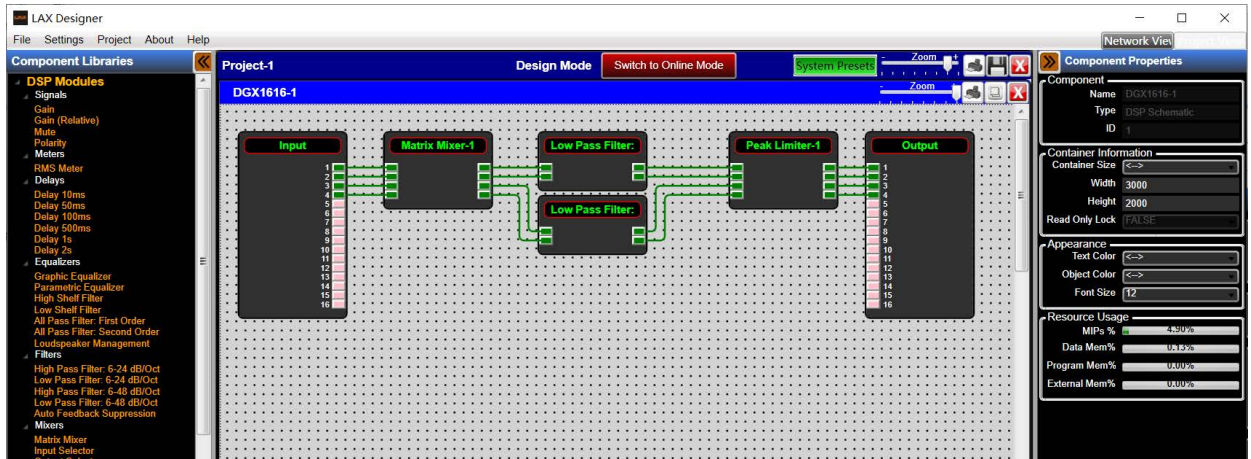 LAX Designer
File Settings Project About Help
Network View
Component Libraries
DSP Modules
Signals
Gain
Gain (Relative)
Mute
Polarity
Meters
RMS Meter
Delays
Delay 10ms
Delay 50ms
Delay 100ms
Delay 500ms
Delay 1s
Delay 2s
Equalizers
Graphic Equalizer
Parametric Equalizer
High Shelf Filter
Low Shelf Filter
All Pass Filter: First Order
All Pass Filter: Second Order
Loudspeaker Management
Filters
High Pass Filter: 6-24 dB/Oct
Low Pass Filter: 6-24 dB/Oct
High Pass Filter: 6-48 dB/Oct
Low Pass Filter: 6-48 dB/Oct
Auto Feedback Suppression
Mixers
Matrix Mixer
Input Selector
Project-1 Design Mode Switch to Online Mode System Presets - Zoom +
DGX1616-1 - Zoom +
Input
1
2
3
4
5
6
7
8
9
10
11
12
13
14
15
16
Matrix Mixer-1
Low Pass Filter:
Low Pass Filter:
Peak Limiter-1
Output
1
2
3
4
5
6
7
8
9
10
11
12
13
14
15
16
Component Properties
Component
Name DGX1616-1
Type DSP Schematic
ID 1
Container Information
Container Size <-->
Width 3000
Height 2000
Read Only Lock FALSE
Appearance
Text Color <-->
Object Color <-->
Font Size 12
Resource Usage
MIPs % 4.90%
Data Mem% 0.13%
Program Mem% 0.00%
External Mem% 0.00%